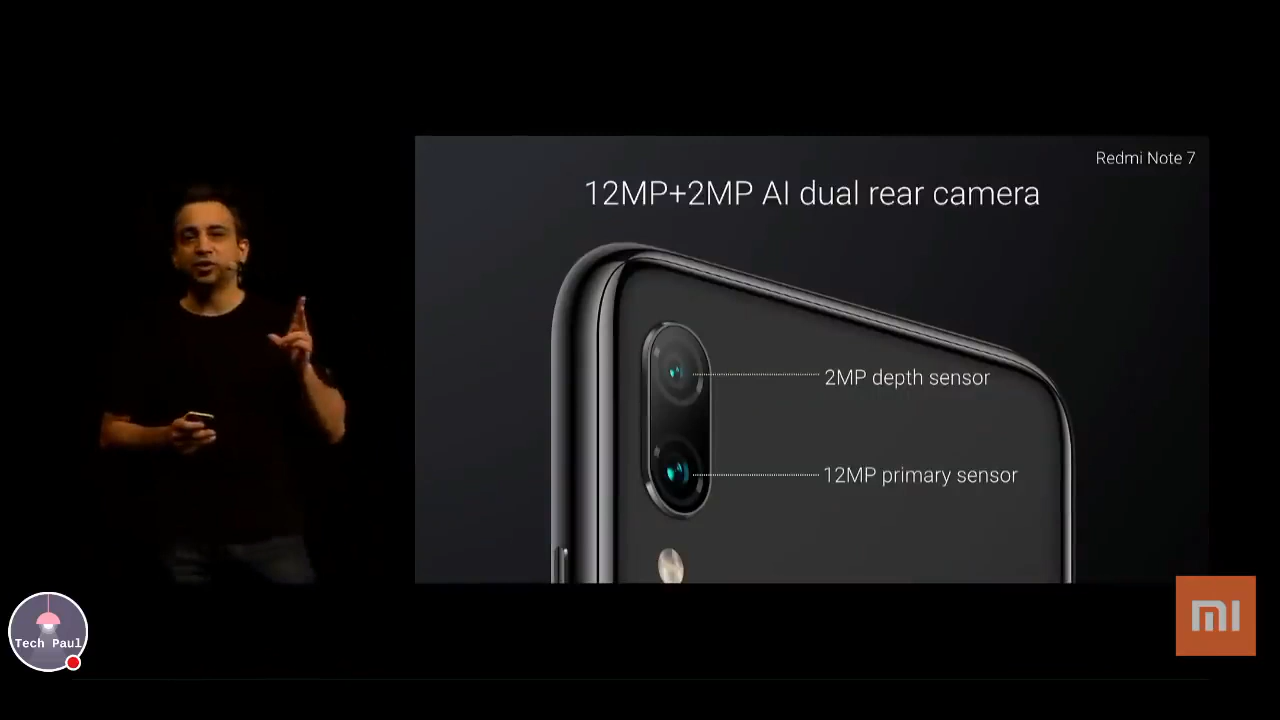 Redmi Note 7
12MP+2MP AI dual rear camera
2MP depth sensor
12MP primary sensor
Tech Paul
mi